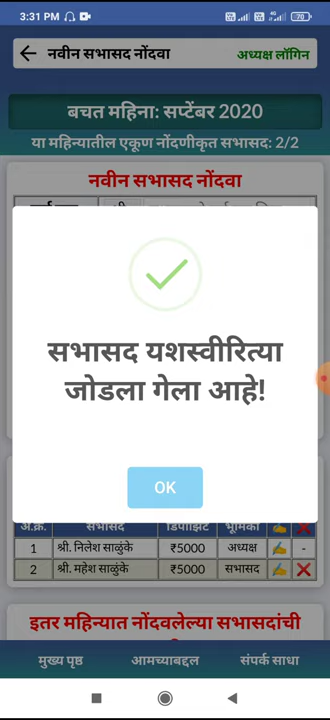 3:31 PM
70
नवीन सभासद नोंदवा
अध्यक्ष लॉगिन
बचत महिना: सप्टेंबर 2020
या महिन्यातील एकूण नोंदणीकृत सभासद: 2/2
नवीन सभासद नोंदवा
सभासद यशस्वीरित्या
जोडला गेला आहे!
OK
अ.क्र. सभासद डिपॉझिट भूमिका
1 श्री. निलेश साळुंके ₹5000 अध्यक्ष -
2 श्री. महेश साळुंके ₹5000 सभासद
इतर महिन्यात नोंदवलेल्या सभासदांची
मुख्य पृष्ठ आमच्याबद्दल संपर्क साधा